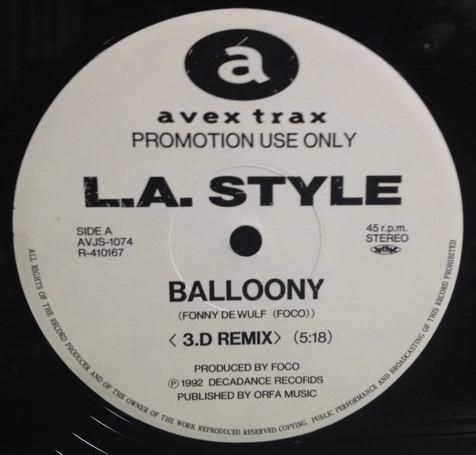 a
avex trax
PROMOTION USE ONLY
L.A. STYLE
SIDE A
AVJS-1074
R-410167
45 r.p.m.
STEREO
BALLOONY
(FONNY DE WULF (FOCO))
〈 3.D REMIX〉 (5:18)
PRODUCED BY FOCO
Ⓟ 1992 DECADANCE RECORDS
PUBLISHED BY ORFA MUSIC
ALL RIGHTS OF THE RECORD PRODUCER AND OF THE OWNER OF THE WORK REPRODUCED RESERVED.COPYING, PUBLIC PERFORMANCE AND BROADCASTING OF THIS RECORD PROHIBITED